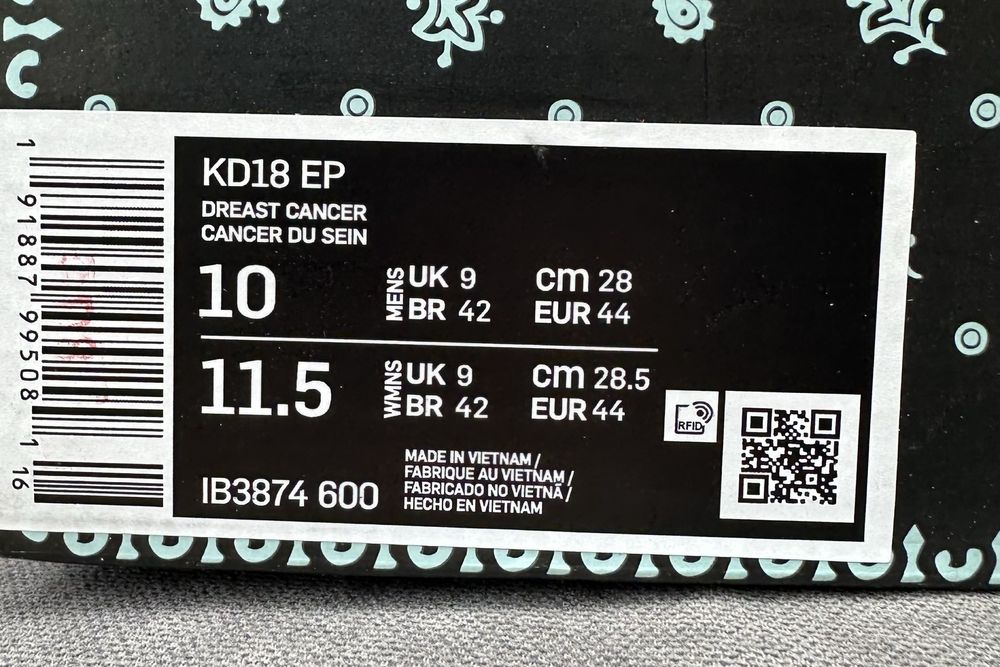 KD18 EP
DREAST CANCER
CANCER DU SEIN
10
MENS
UK 9
BR 42
cm 28
EUR 44
11.5
WMNS
UK 9
BR 42
cm 28.5
EUR 44
RFID
IB3874 600
MADE IN VIETNAM /
FABRIQUE AU VIETNAM /
FABRICADO NO VIETNÃ /
HECHO EN VIETNAM
1 91887 99508 1 16